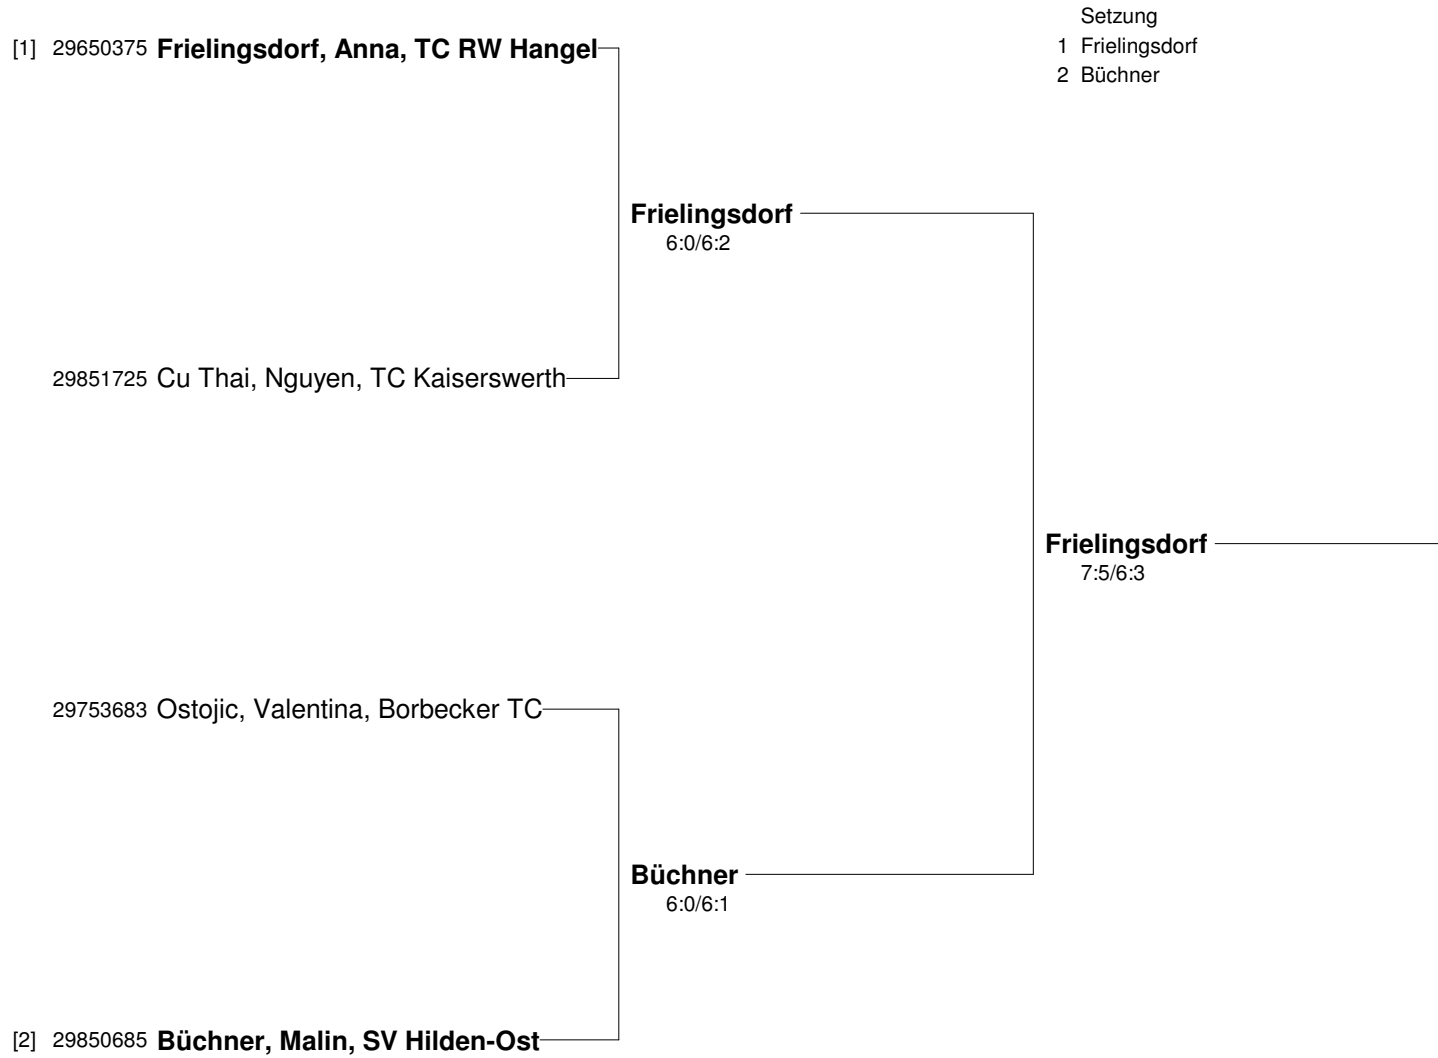 Setzung
1 Frielingsdorf
2 Büchner
[1] 29650375 Frielingsdorf, Anna, TC RW Hangel
Frielingsdorf
6:0/6:2
29851725 Cu Thai, Nguyen, TC Kaiserswerth
Frielingsdorf
7:5/6:3
29753683 Ostojic, Valentina, Borbecker TC
Büchner
6:0/6:1
[2] 29850685 Büchner, Malin, SV Hilden-Ost